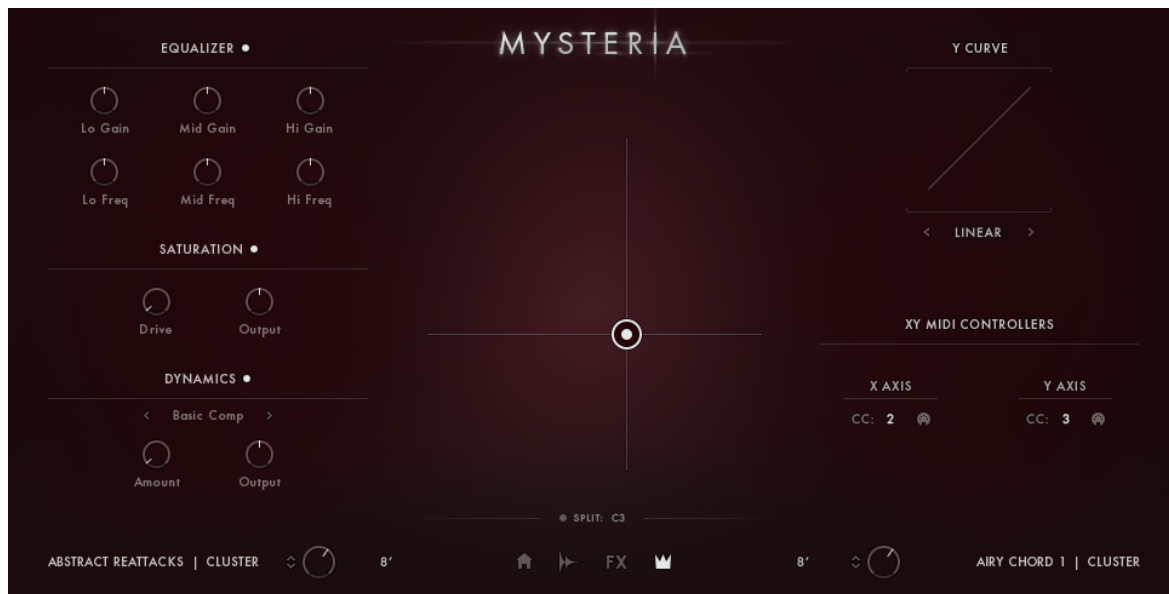 MYSTERIA
EQUALIZER
Lo Gain Mid Gain Hi Gain
Lo Freq Mid Freq Hi Freq
SATURATION
Drive Output
DYNAMICS
< Basic Comp >
Amount Output
Y CURVE
< LINEAR >
XY MIDI CONTROLLERS
X AXIS Y AXIS
CC: 2 CC: 3
SPLIT: C3
ABSTRACT REATTACKS | CLUSTER 8' FX 8' AIRY CHORD 1 | CLUSTER